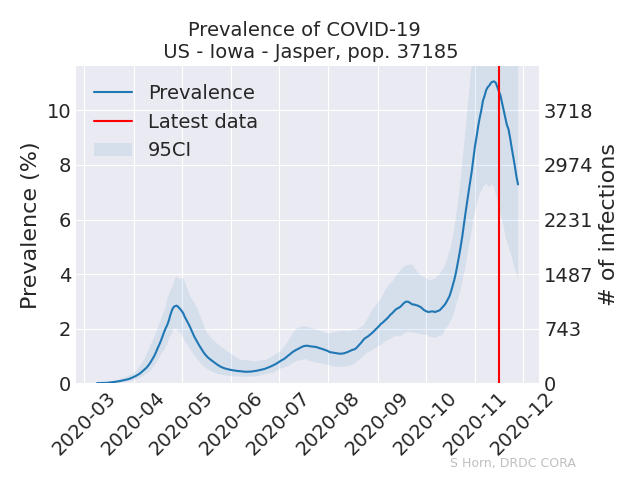 Prevalence of COVID-19
US - Iowa - Jasper, pop. 37185
Prevalence
Latest data
95CI
Prevalence (%)
10
8
6
4
2
0
3718
2974
2231
1487
743
0
# of infections
2020-03
2020-04
2020-05
2020-06
2020-07
2020-08
2020-09
2020-10
2020-11
2020-12
S Horn, DRDC CORA